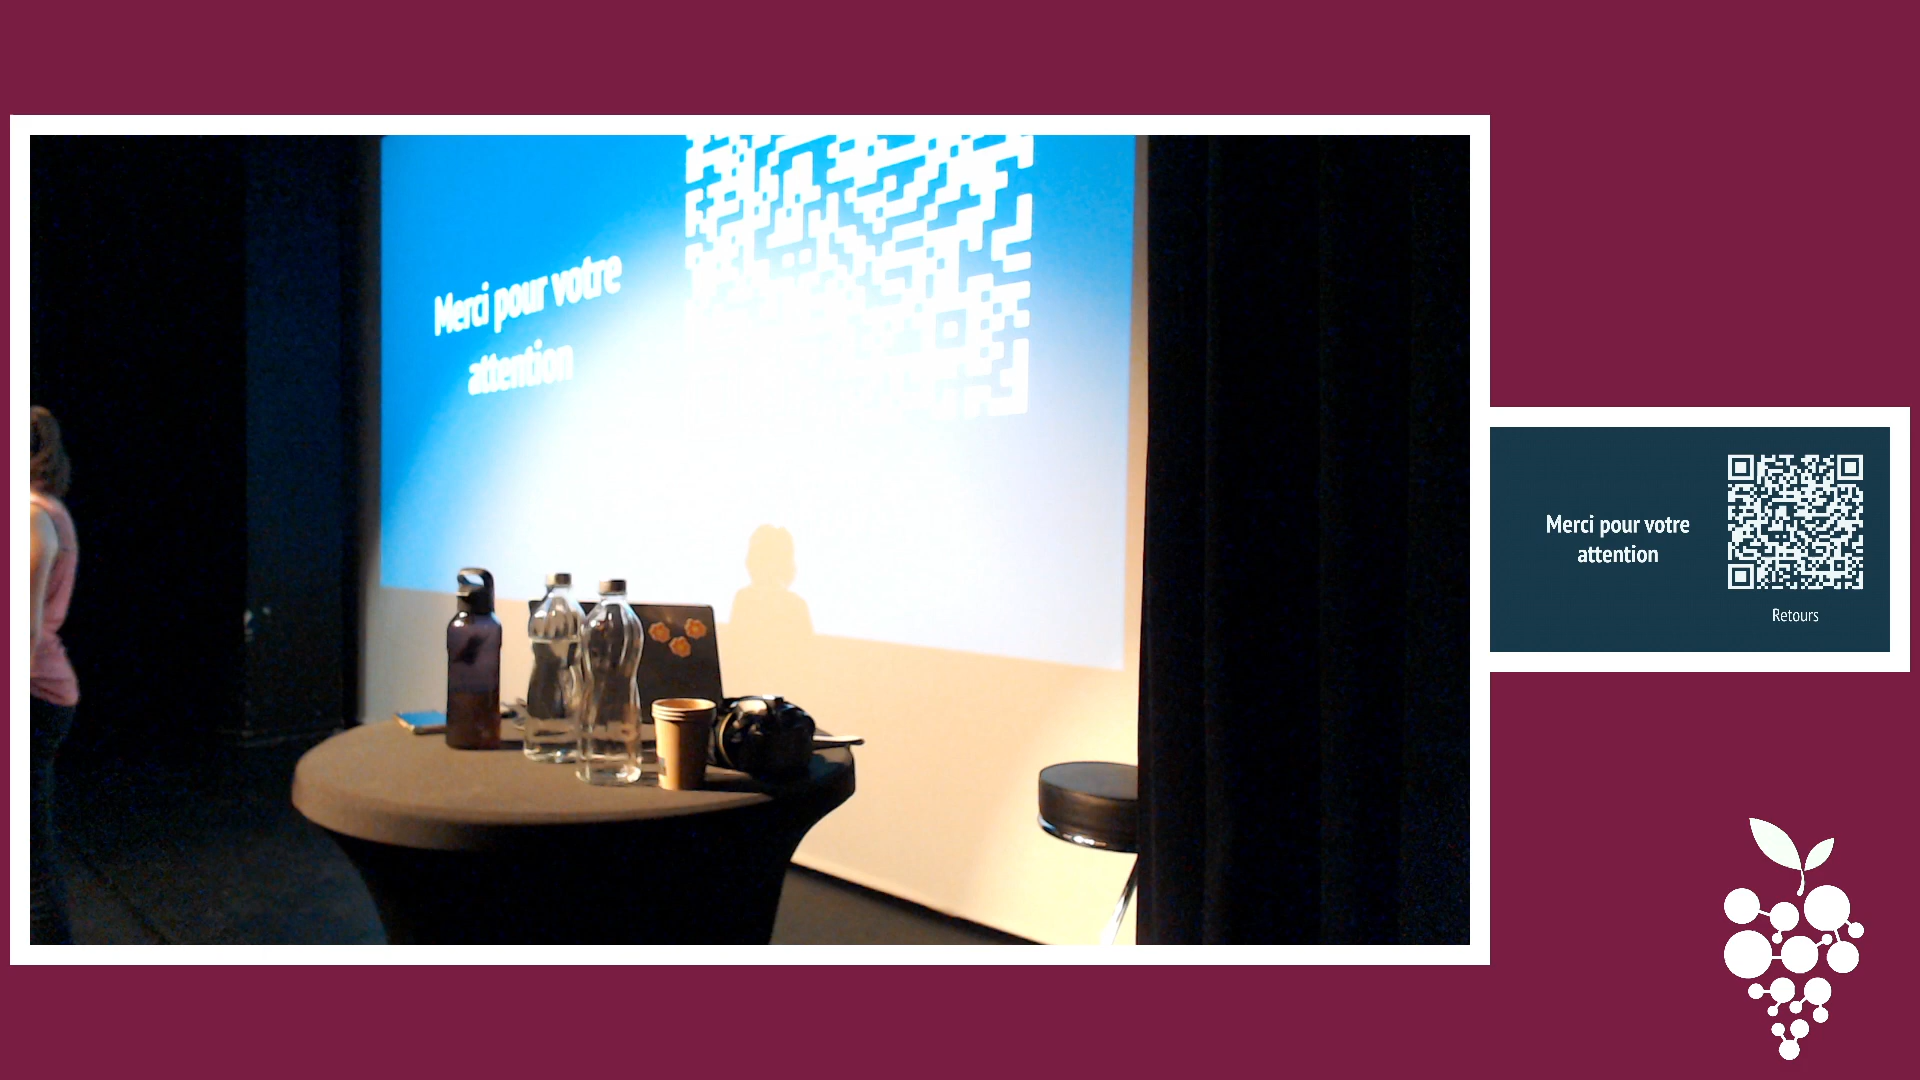 Merci pour votre
attention
Merci pour votre
attention
Retours